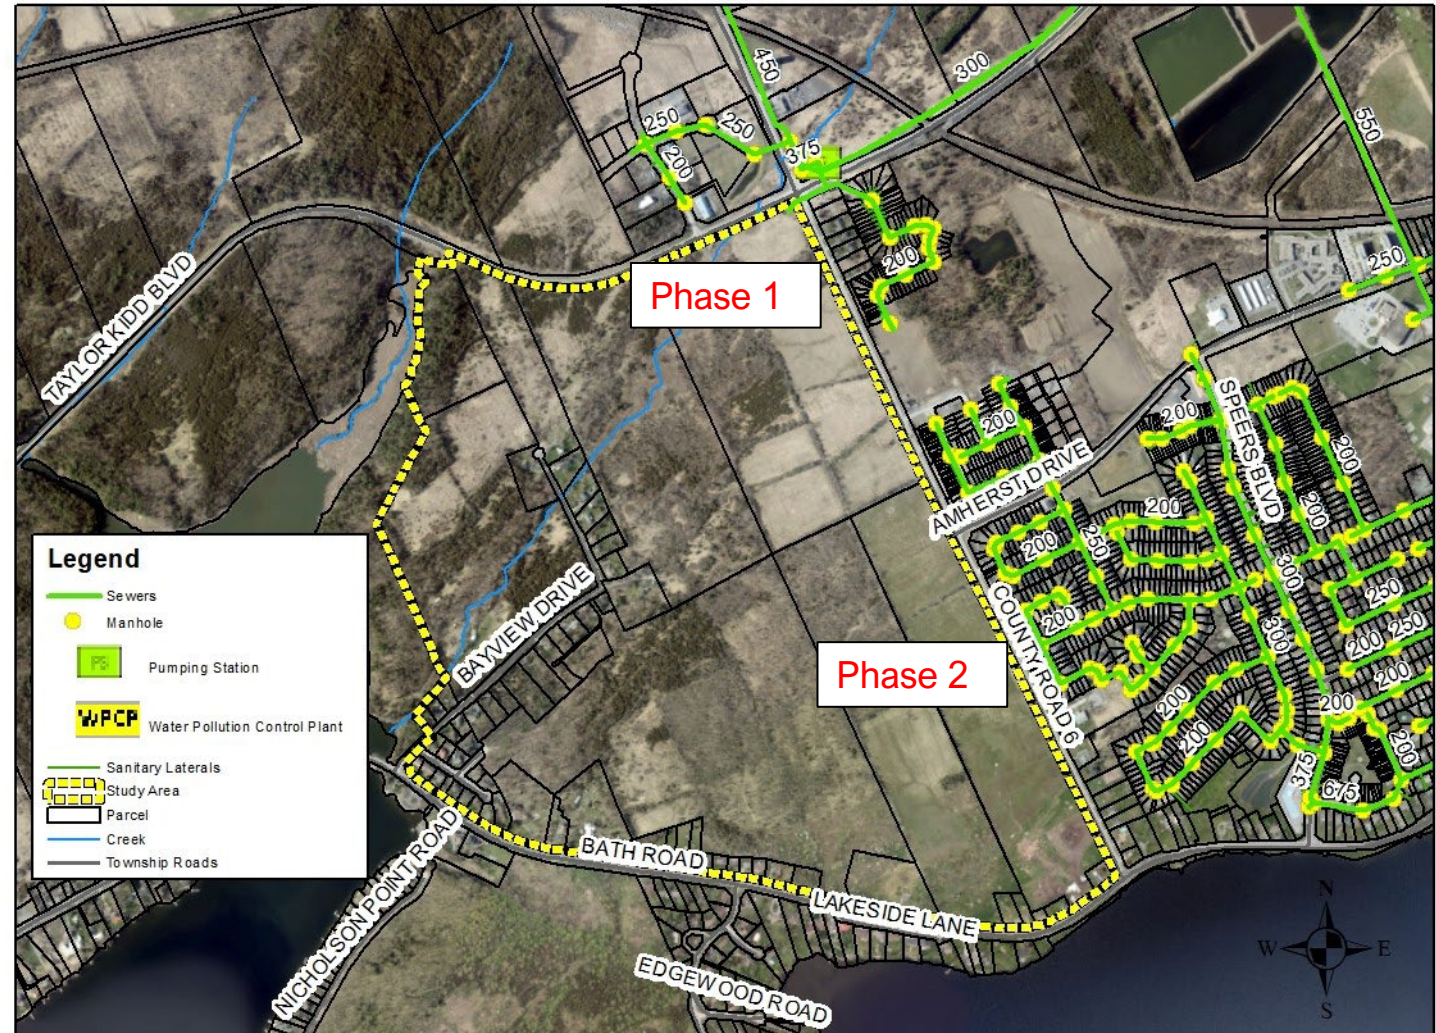 450
300
550
250
250
375
200
TAYLOR KIDD BLVD
Phase 1
200
250
200
SPEERS BLVD
200
AMHERST DRIVE
200
200
200
250
200
300
Legend
Sewers
Manhole
PS
Pumping Station
WPCP
Water Pollution Control Plant
Sanitary Laterals
Study Area
Parcel
Creek
Township Roads
BAYVIEW DRIVE
COUNTY ROAD 6
200
300
250
250
200
200
Phase 2
200
200
200
200
375
675
BATH ROAD
NICHOLSON POINT ROAD
LAKESIDE LANE
EDGEWOOD ROAD
N
W
E
S